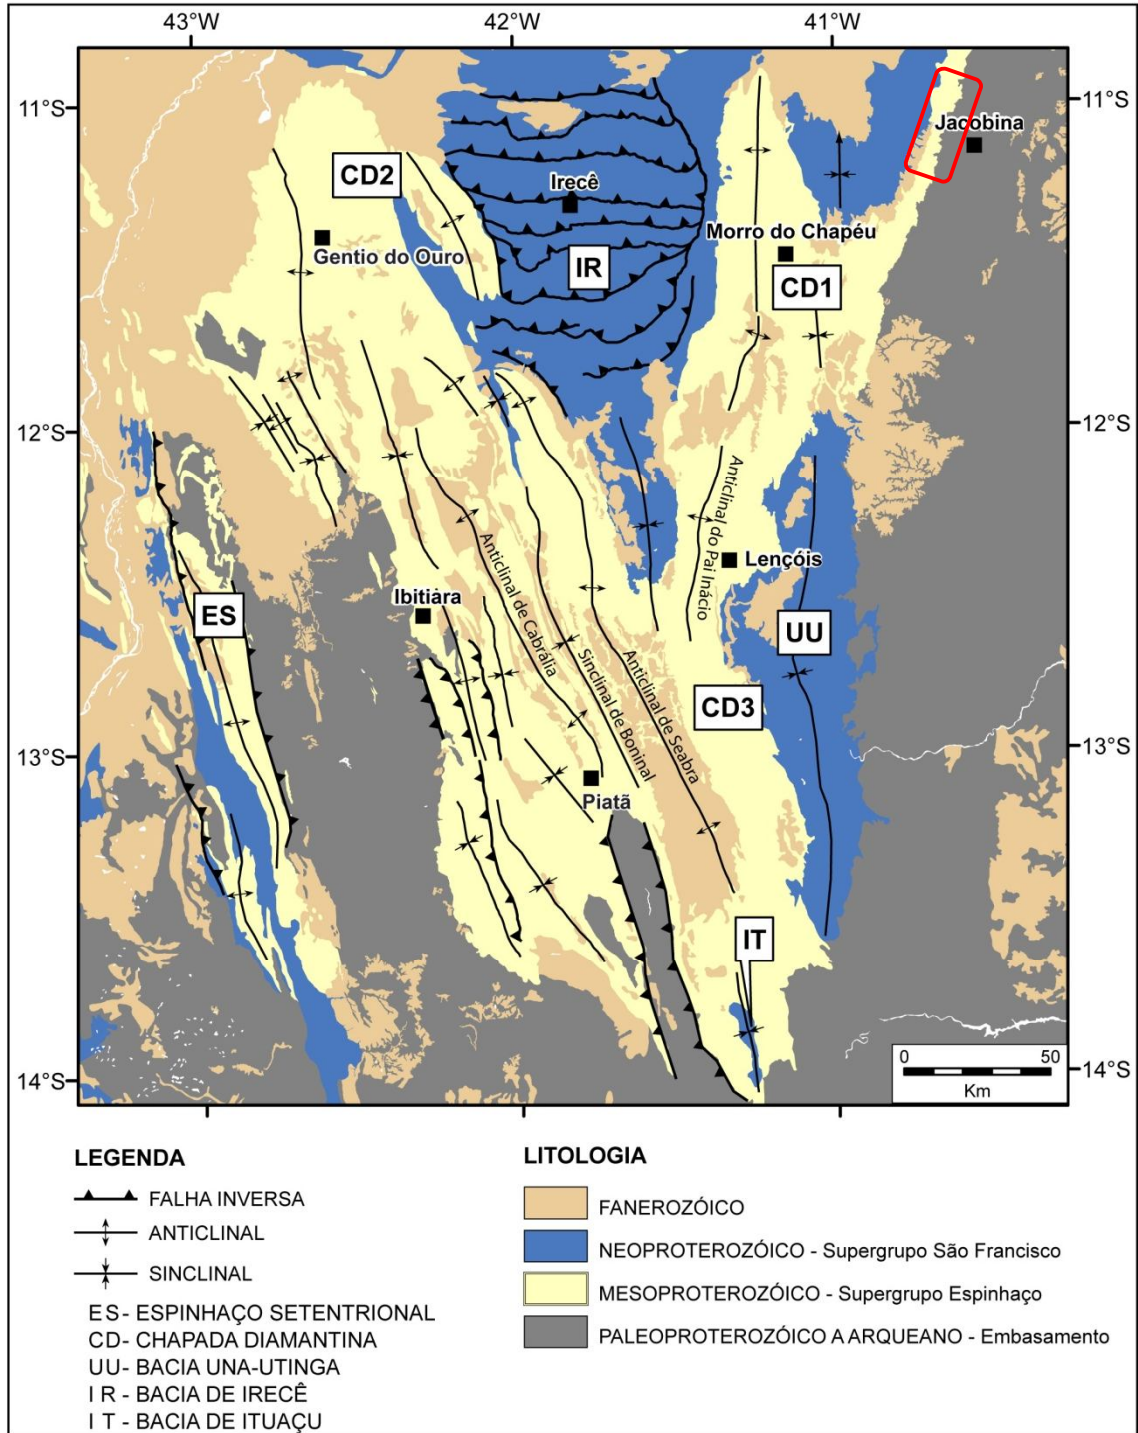 43°W 42°W 41°W
11°S 11°S
Jacobina
CD2
Irecê
Gentio do Ouro
IR
Morro do Chapéu
CD1
12°S 12°S
Anticlinal do Pai Inácio
Lençóis
Anticlinal de Cabrália
Ibitiára
ES
UU
Sinclinal de Boninal
Anticlinal de Seabra
CD3
13°S 13°S
Piatã
IT
0 50
Km
14°S 14°S
LEGENDA
FALHA INVERSA
ANTICLINAL
SINCLINAL
ES- ESPINHAÇO SETENTRIONAL
CD- CHAPADA DIAMANTINA
UU- BACIA UNA-UTINGA
IR - BACIA DE IRECÊ
IT - BACIA DE ITUAÇU
LITOLOGIA
FANEROZÓICO
NEOPROTEROZÓICO - Supergrupo São Francisco
MESOPROTEROZÓICO - Supergrupo Espinhaço
PALEOPROTEROZÓICO A ARQUEANO - Embasamento